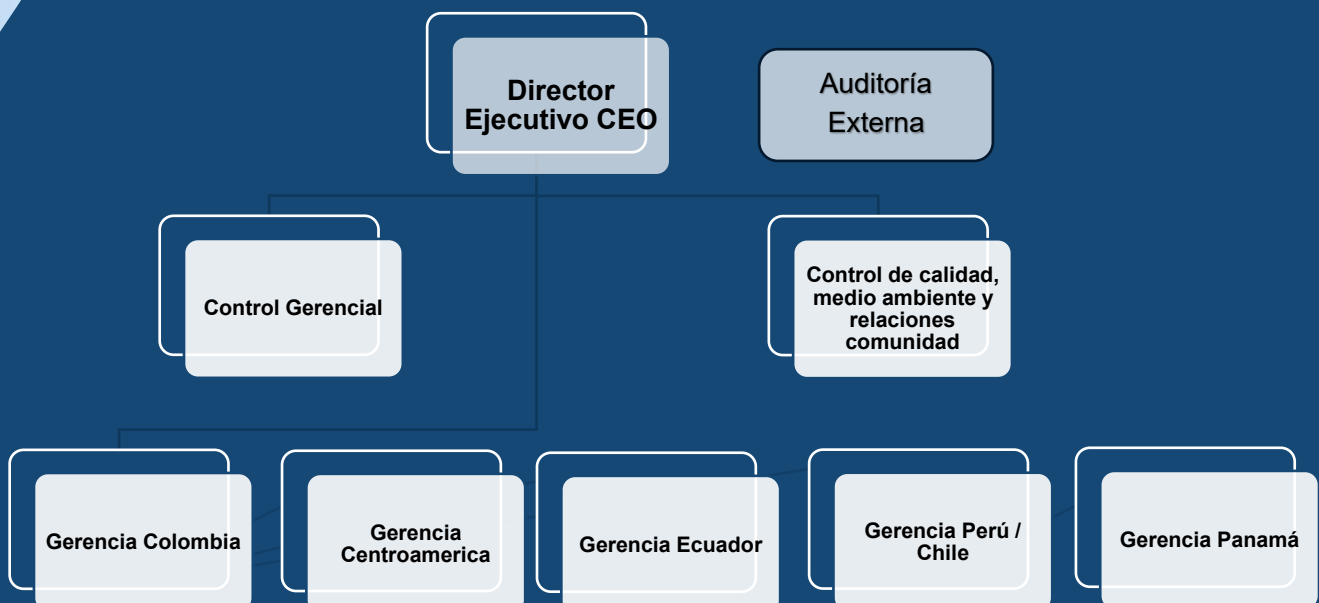 Director
Ejecutivo CEO
Auditoría
Externa
Control Gerencial
Control de calidad,
medio ambiente y
relaciones
comunidad
Gerencia Colombia
Gerencia
Centroamerica
Gerencia Ecuador
Gerencia Perú /
Chile
Gerencia Panamá